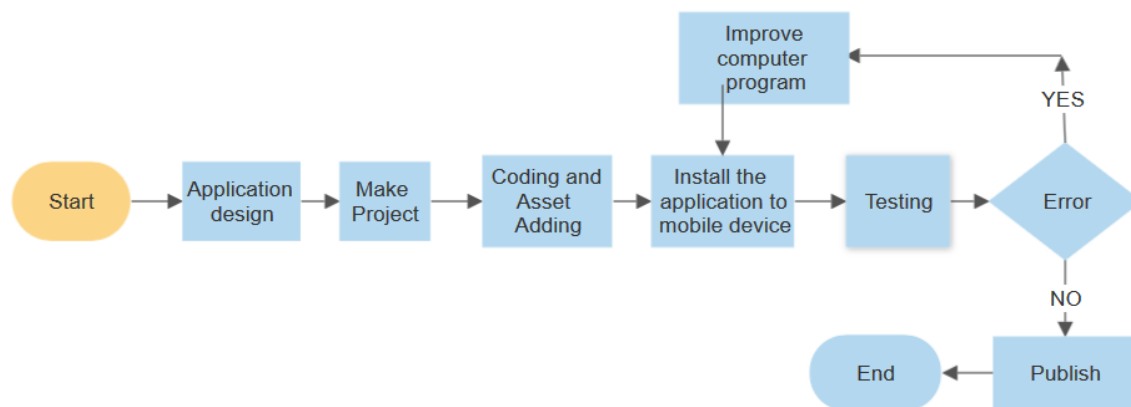 Improve
computer
program
YES
Start
Application
design
Make
Project
Coding and
Asset
Adding
Install the
application to
mobile device
Testing
Error
NO
End
Publish